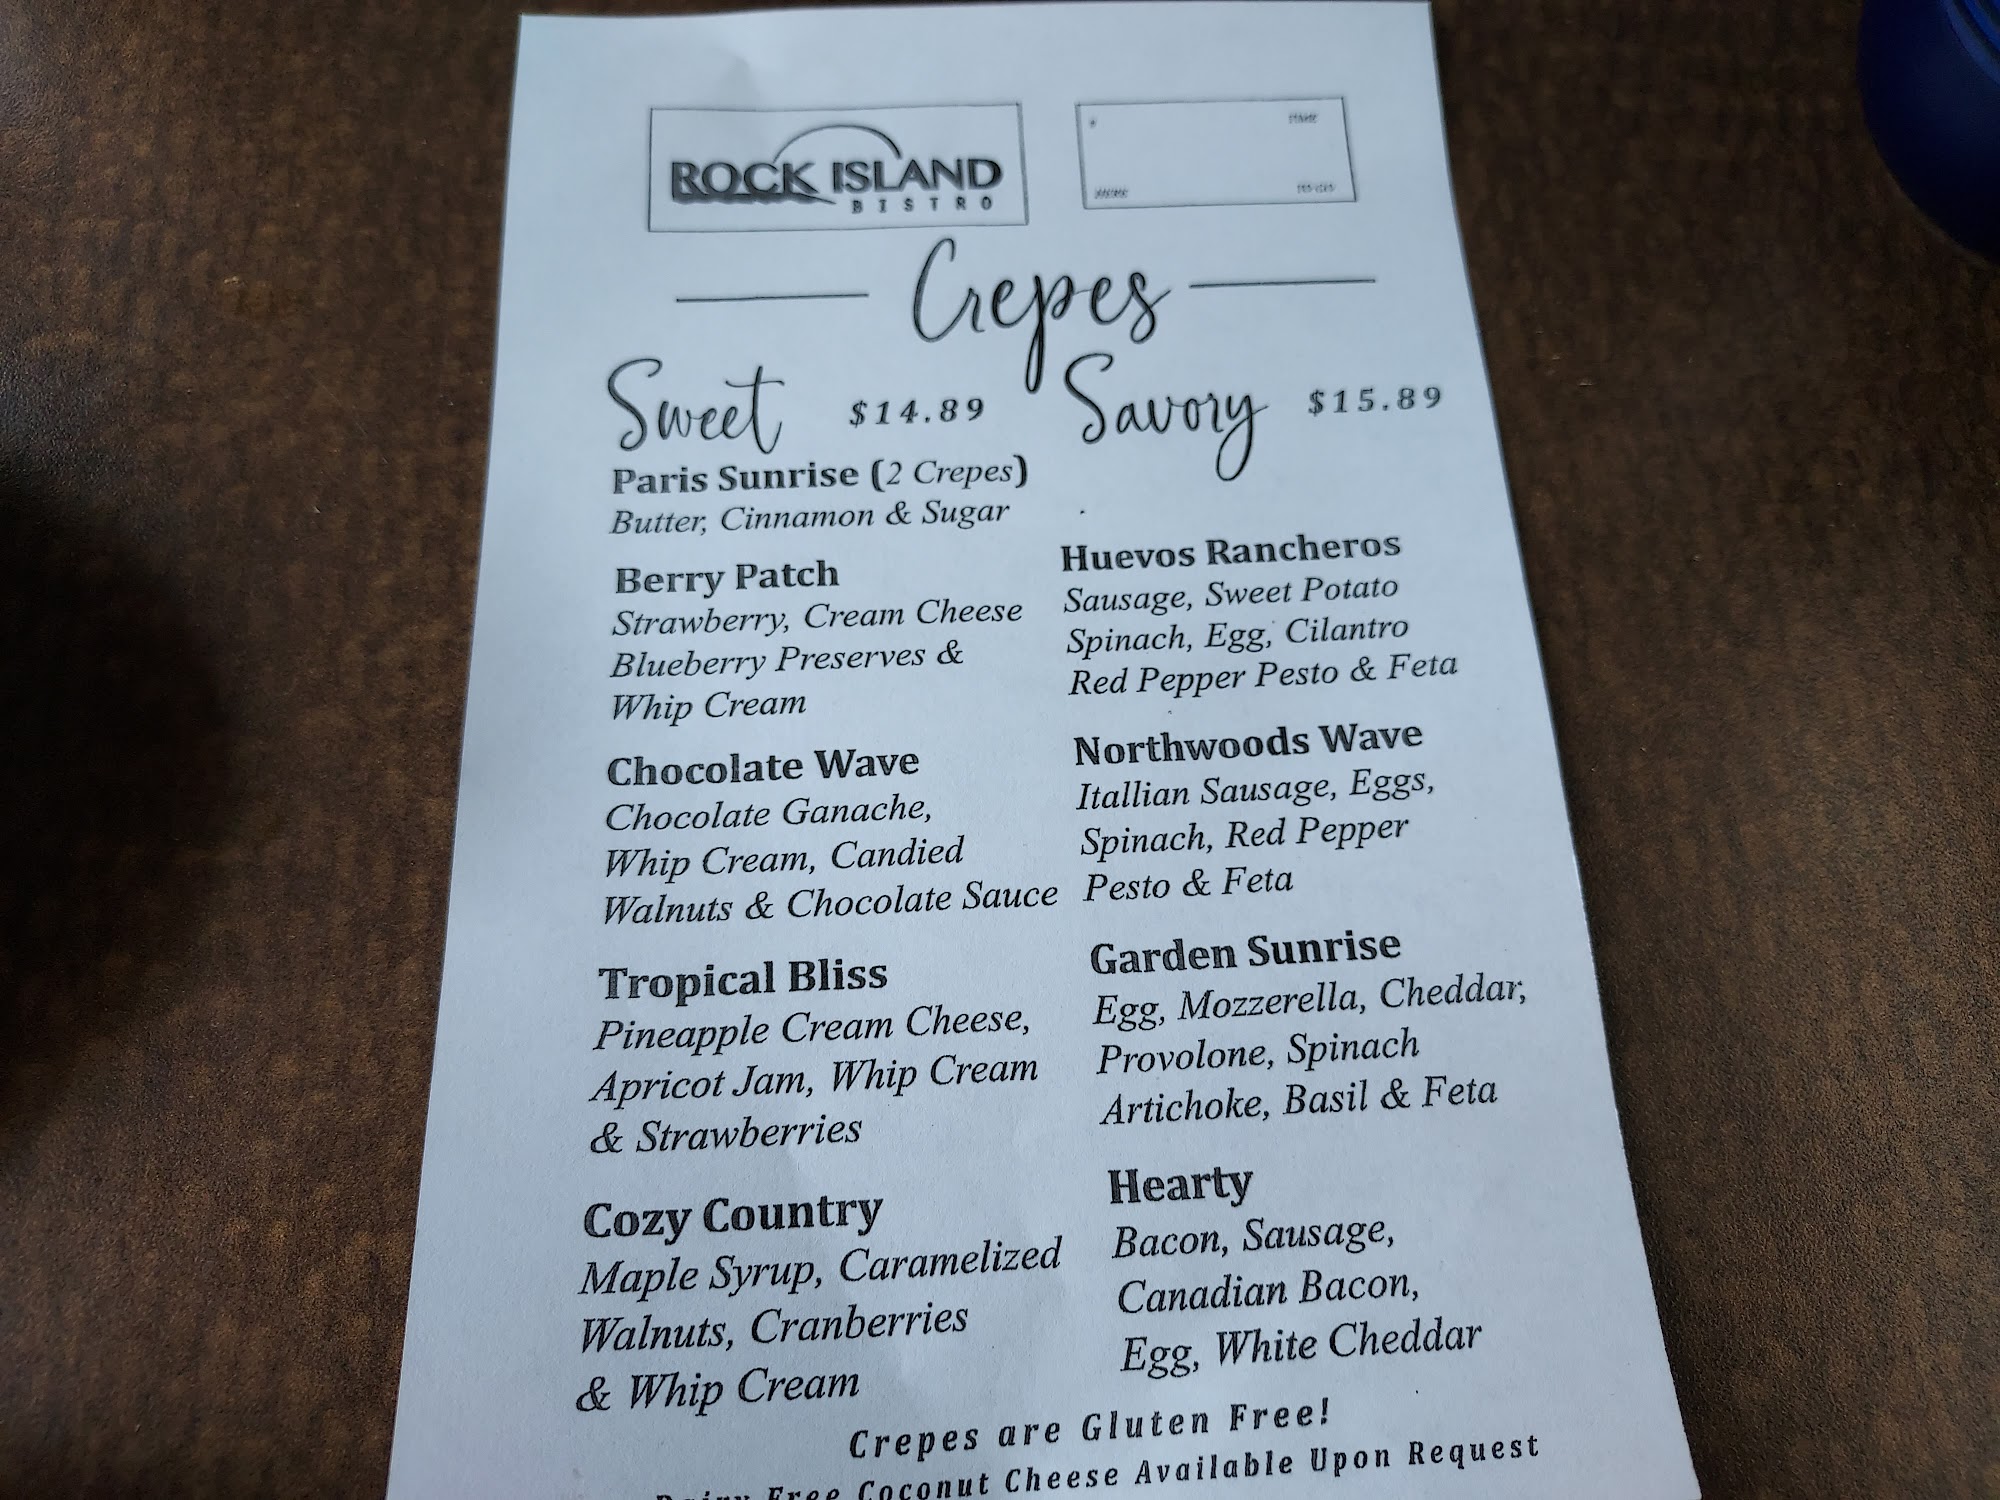 ROCK ISLAND
BISTRO
Crepes
Sweet $14.89
Paris Sunrise (2 Crepes)
Butter, Cinnamon & Sugar
Berry Patch
Strawberry, Cream Cheese
Blueberry Preserves &
Whip Cream
Chocolate Wave
Chocolate Ganache,
Whip Cream, Candied
Walnuts & Chocolate Sauce
Tropical Bliss
Pineapple Cream Cheese,
Apricot Jam, Whip Cream
& Strawberries
Cozy Country
Maple Syrup, Caramelized
Walnuts, Cranberries
& Whip Cream
Savory $15.89
Huevos Rancheros
Sausage, Sweet Potato
Spinach, Egg, Cilantro
Red Pepper Pesto & Feta
Northwoods Wave
Itallian Sausage, Eggs,
Spinach, Red Pepper
Pesto & Feta
Garden Sunrise
Egg, Mozzerella, Cheddar,
Provolone, Spinach
Artichoke, Basil & Feta
Hearty
Bacon, Sausage,
Canadian Bacon,
Egg, White Cheddar
Crepes are Gluten Free!
Dairy Free Coconut Cheese Available Upon Request